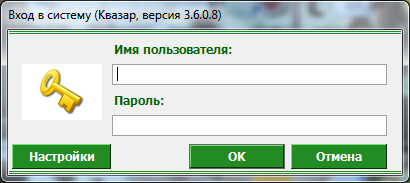 Вход в систему (Квазар, версия 3.6.0.8)
Имя пользователя:
Пароль:
Настройки OK Отмена